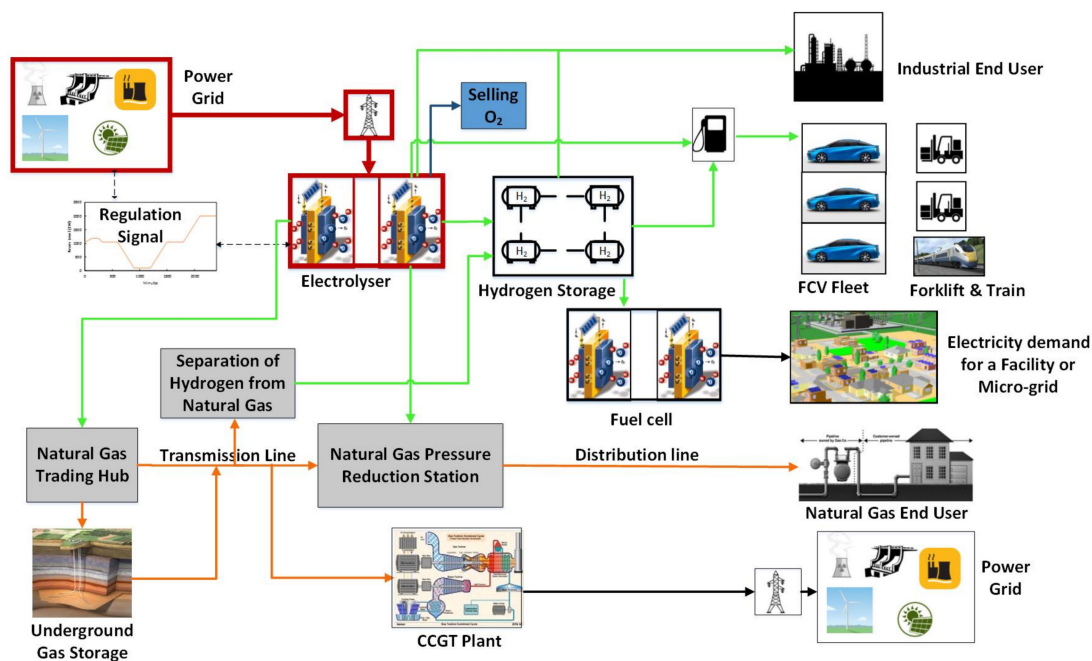 Power
Grid
Selling
O₂
Industrial End User
Regulation
Signal
Minute
Electrolyser
H₂
H₂
H₂
H₂
Hydrogen Storage
FCV Fleet
Forklift & Train
Separation of
Hydrogen from
Natural Gas
Fuel cell
Electricity demand
for a Facility or
Micro-grid
Natural Gas
Trading Hub
Transmission Line
Natural Gas Pressure
Reduction Station
Distribution line
Natural Gas End User
Underground
Gas Storage
CCGT Plant
Power
Grid